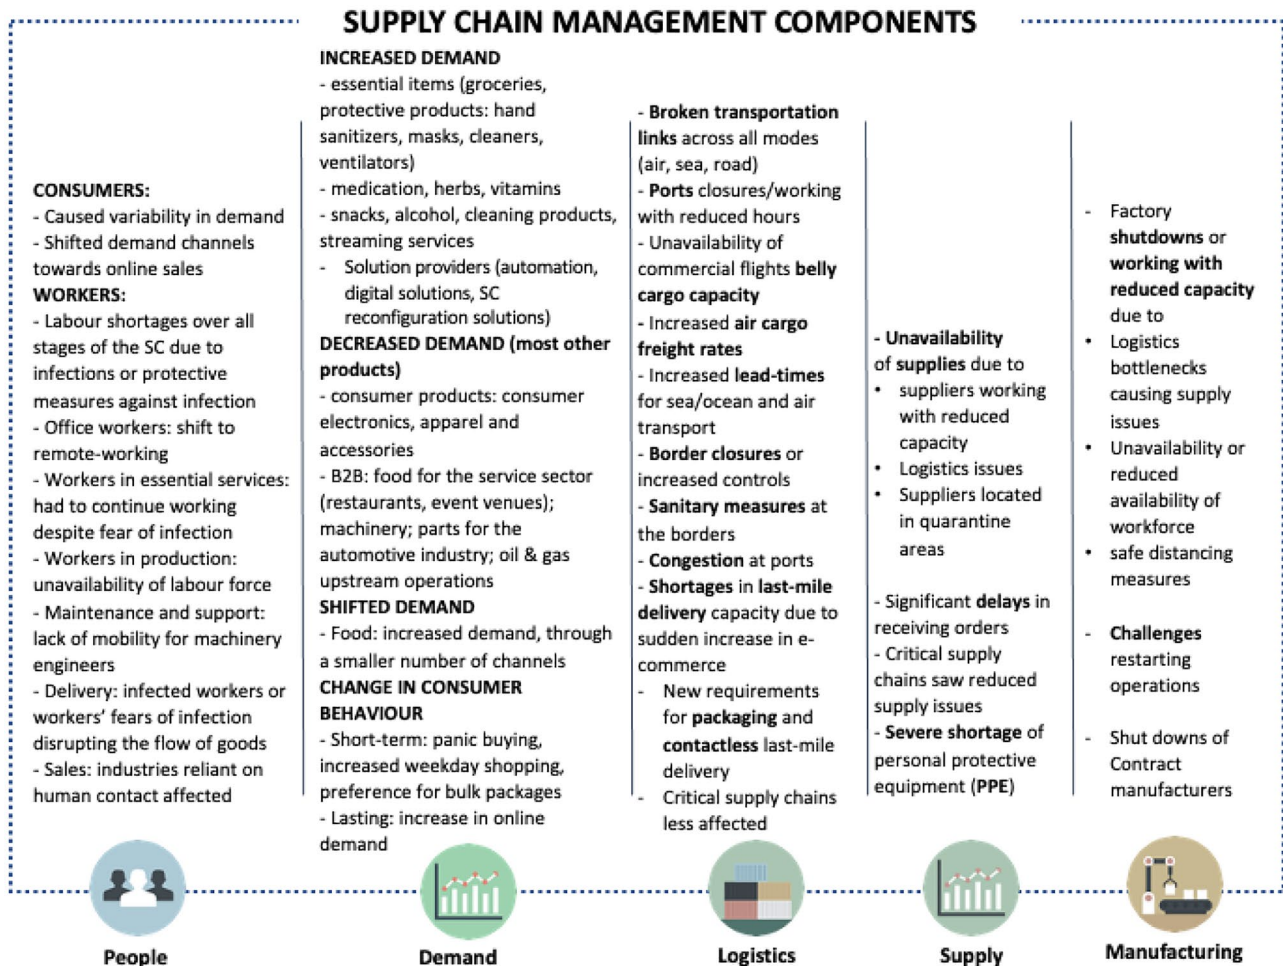 SUPPLY CHAIN MANAGEMENT COMPONENTS
CONSUMERS:
- Caused variability in demand
- Shifted demand channels
towards online sales
WORKERS:
- Labour shortages over all
stages of the SC due to
infections or protective
measures against infection
- Office workers: shift to
remote-working
- Workers in essential services:
had to continue working
despite fear of infection
- Workers in production:
unavailability of labour force
- Maintenance and support:
lack of mobility for machinery
engineers
- Delivery: infected workers or
workers' fears of infection
disrupting the flow of goods
- Sales: industries reliant on
human contact affected
People
INCREASED DEMAND
- essential items (groceries,
protective products: hand
sanitizers, masks, cleaners,
ventilators)
- medication, herbs, vitamins
- snacks, alcohol, cleaning products,
streaming services
- Solution providers (automation,
digital solutions, SC
reconfiguration solutions)
DECREASED DEMAND (most other
products)
- consumer products: consumer
electronics, apparel and
accessories
- B2B: food for the service sector
(restaurants, event venues);
machinery; parts for the
automotive industry; oil & gas
upstream operations
SHIFTED DEMAND
- Food: increased demand, through
a smaller number of channels
CHANGE IN CONSUMER
BEHAVIOUR
- Short-term: panic buying,
increased weekday shopping,
preference for bulk packages
- Lasting: increase in online
demand
Demand
- Broken transportation
links across all modes
(air, sea, road)
- Ports closures/working
with reduced hours
- Unavailability of
commercial flights belly
cargo capacity
- Increased air cargo
freight rates
- Increased lead-times
for sea/ocean and air
transport
- Border closures or
increased controls
- Sanitary measures at
the borders
- Congestion at ports
- Shortages in last-mile
delivery capacity due to
sudden increase in e-
commerce
- New requirements
for packaging and
contactless last-mile
delivery
- Critical supply chains
less affected
Logistics
- Unavailability
of supplies due to
• suppliers working
with reduced
capacity
• Logistics issues
• Suppliers located
in quarantine
areas
- Significant delays in
receiving orders
- Critical supply
chains saw reduced
supply issues
- Severe shortage of
personal protective
equipment (PPE)
Supply
- Factory
shutdowns or
working with
reduced capacity
due to
• Logistics
bottlenecks
causing supply
issues
• Unavailability or
reduced
availability of
workforce
• safe distancing
measures
- Challenges
restarting
operations
- Shut downs of
Contract
manufacturers
Manufacturing